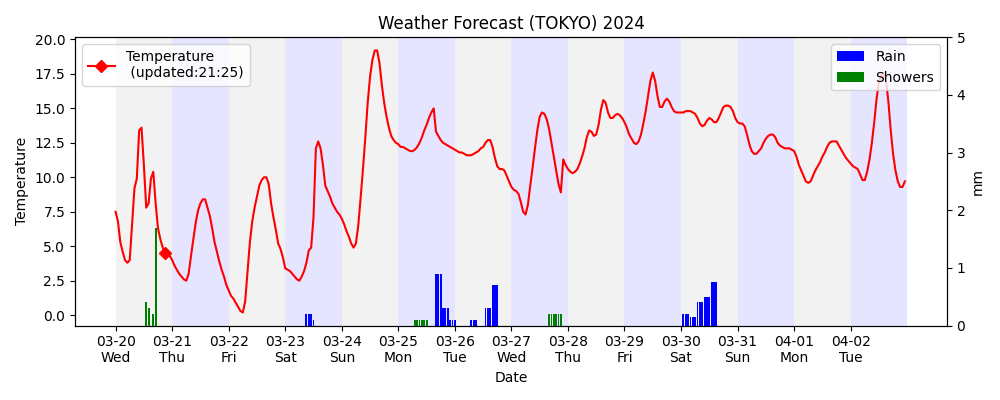 Weather Forecast (TOKYO) 2024
Temperature
(updated:21:25)
Rain
Showers
20.0
17.5
15.0
12.5
10.0
7.5
5.0
2.5
0.0
Temperature
5
4
3
2
1
0
mm
03-20 03-21 03-22 03-23 03-24 03-25 03-26 03-27 03-28 03-29 03-30 03-31 04-01 04-02
Wed Thu Fri Sat Sun Mon Tue Wed Thu Fri Sat Sun Mon Tue
Date